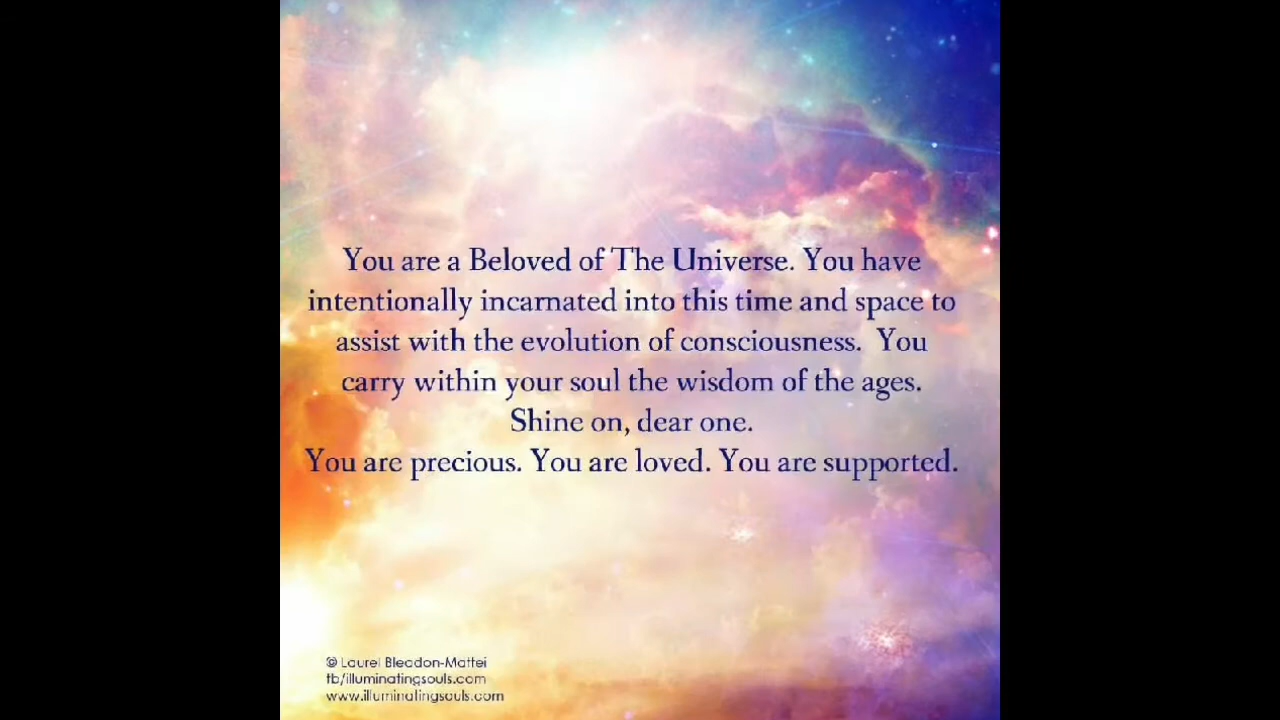 You are a Beloved of The Universe. You have
intentionally incarnated into this time and space to
assist with the evolution of consciousness.  You
carry within your soul the wisdom of the ages.
Shine on, dear one.
You are precious. You are loved. You are supported.
© Laurel Bleadon-Maffei
fb/illuminatingsouls.com
www.illuminatingsouls.com